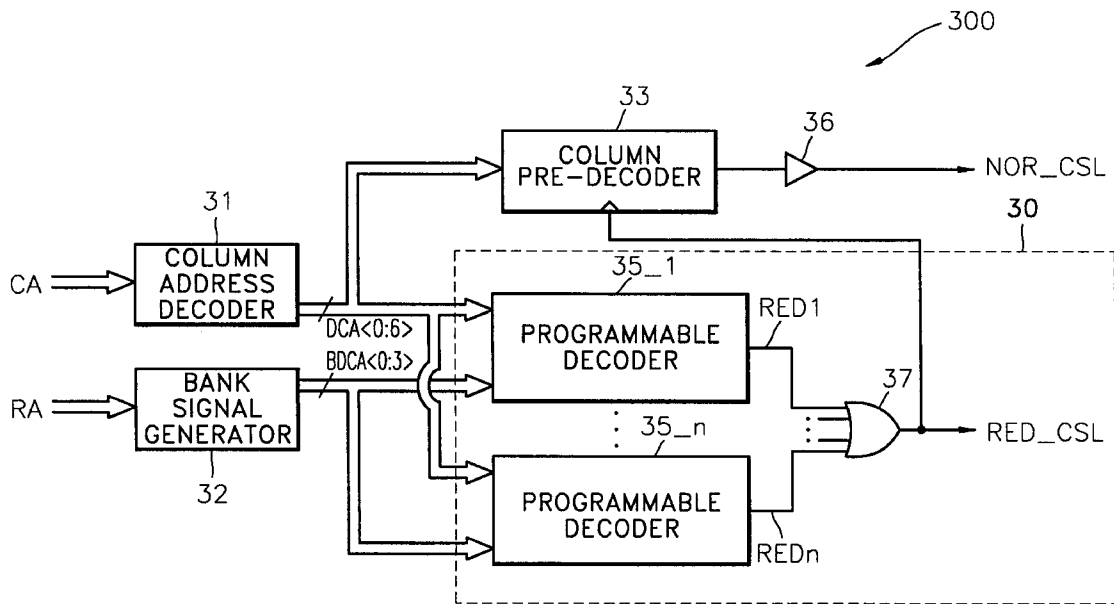 300
33
COLUMN
PRE-DECODER
36
NOR_CSL
31
COLUMN
ADDRESS
DECODER
CA
30
35_1
PROGRAMMABLE
DECODER
RED1
DCA<0:6>
BDCA<0:3>
RA
BANK
SIGNAL
GENERATOR
32
37
RED_CSL
35_n
PROGRAMMABLE
DECODER
REDn